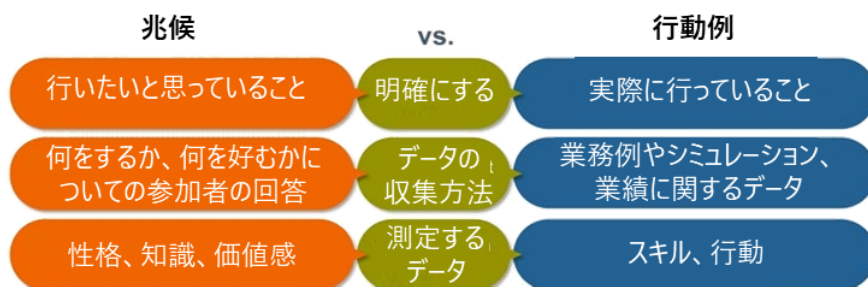 兆候
vs.
行動例
行いたいと思っていること
明確にする
実際に行っていること
何をするか、何を好むかに
ついての参加者の回答
データの
収集方法
業務例やシミュレーション、
業績に関するデータ
性格、知識、価値感
測定する
データ
スキル、行動